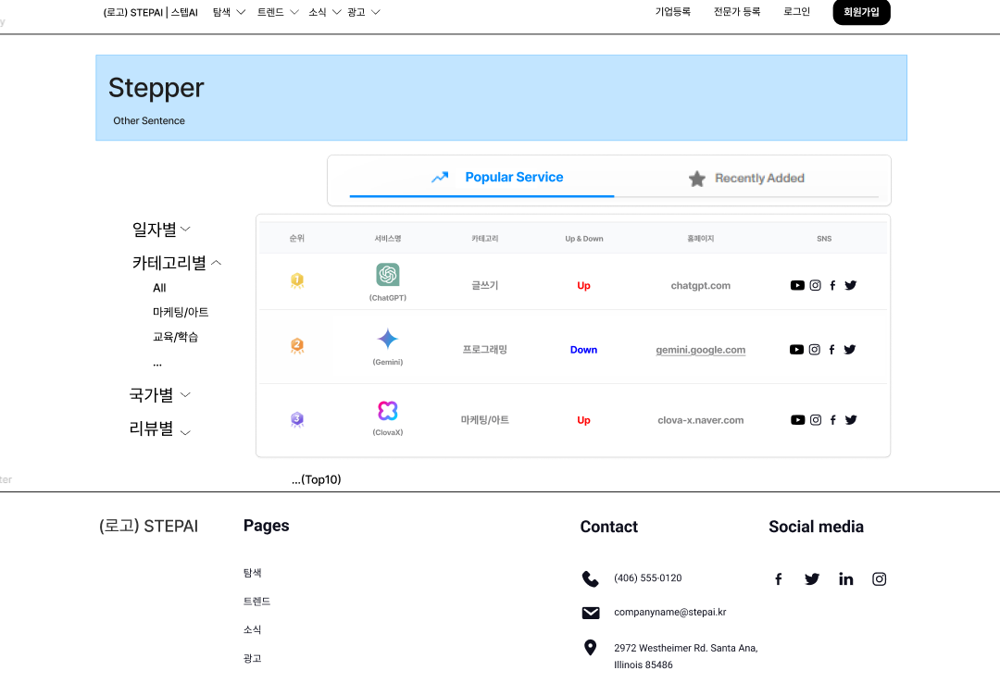 (로고) STEPAI | 스텝AI 탐색 트렌드 소식 광고 기업등록 전문가 등록 로그인 회원가입
Stepper
Other Sentence
Popular Service Recently Added
일자별
카테고리별
All
마케팅/아트
교육/학습
...
국가별
리뷰별
순위 서비스명 카테고리 Up & Down 홈페이지 SNS
1 (ChatGPT) 글쓰기 Up chatgpt.com
2 (Gemini) 프로그래밍 Down gemini.google.com
3 (ClovaX) 마케팅/아트 Up clova-x.naver.com
...(Top10)
(로고) STEPAI
Pages
탐색
트렌드
소식
광고
Contact
(406) 555-0120
companyname@stepai.kr
2972 Westheimer Rd. Santa Ana,
Illinois 85486
Social media